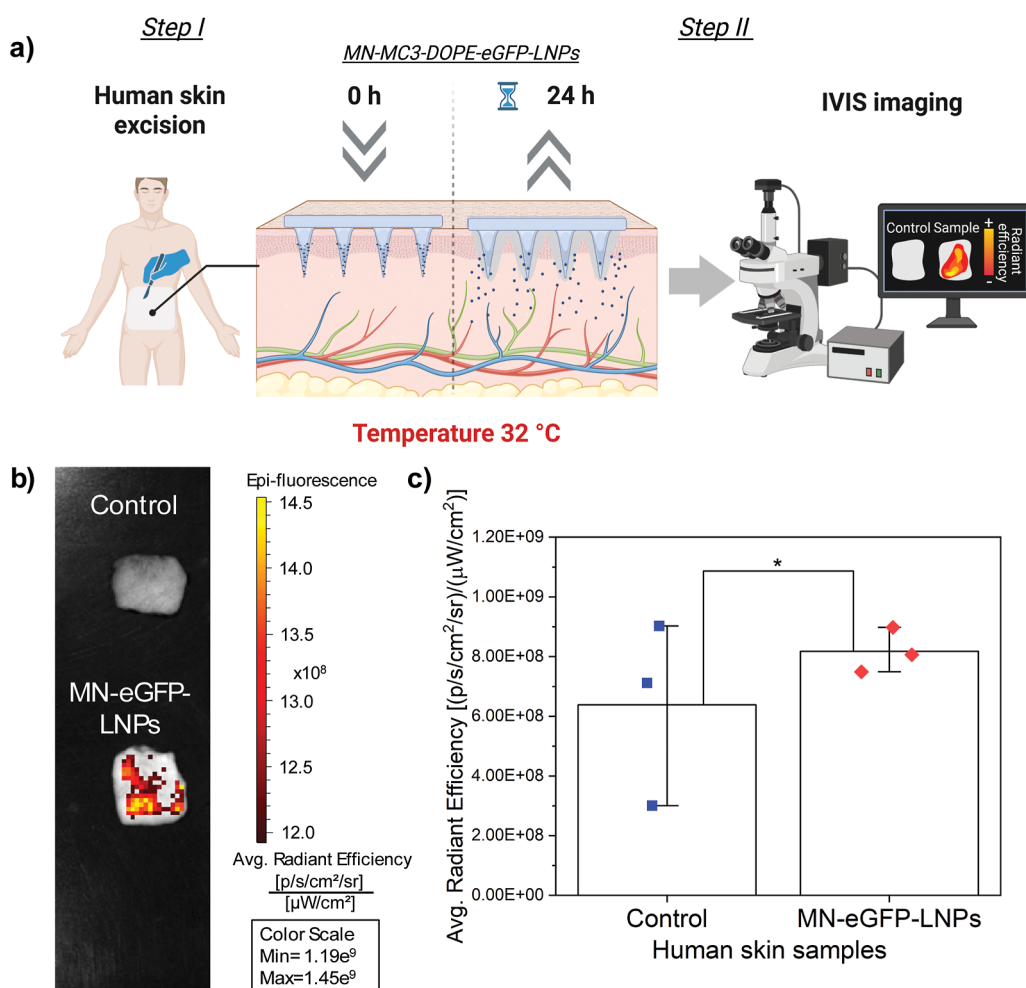 Step I
Step II
a)
MN-MC3-DOPE-eGFP-LNPs
Human skin
excision
0 h
24 h
IVIS imaging
Control Sample
+
-
Radiant
efficiency
Temperature 32 °C
b)
Control
MN-eGFP-
LNPs
Epi-fluorescence
14.5
14.0
13.5
x10⁸
13.0
12.5
12.0
Avg. Radiant Efficiency
[p/s/cm²/sr]
[µW/cm²]
Color Scale
Min= 1.19e⁹
Max=1.45e⁹
c)
Avg. Radiant Efficiency [(p/s/cm²/sr)/(µW/cm²)]
1.20E+09
1.00E+09
8.00E+08
6.00E+08
4.00E+08
2.00E+08
0.00E+00
*
Control
MN-eGFP-LNPs
Human skin samples